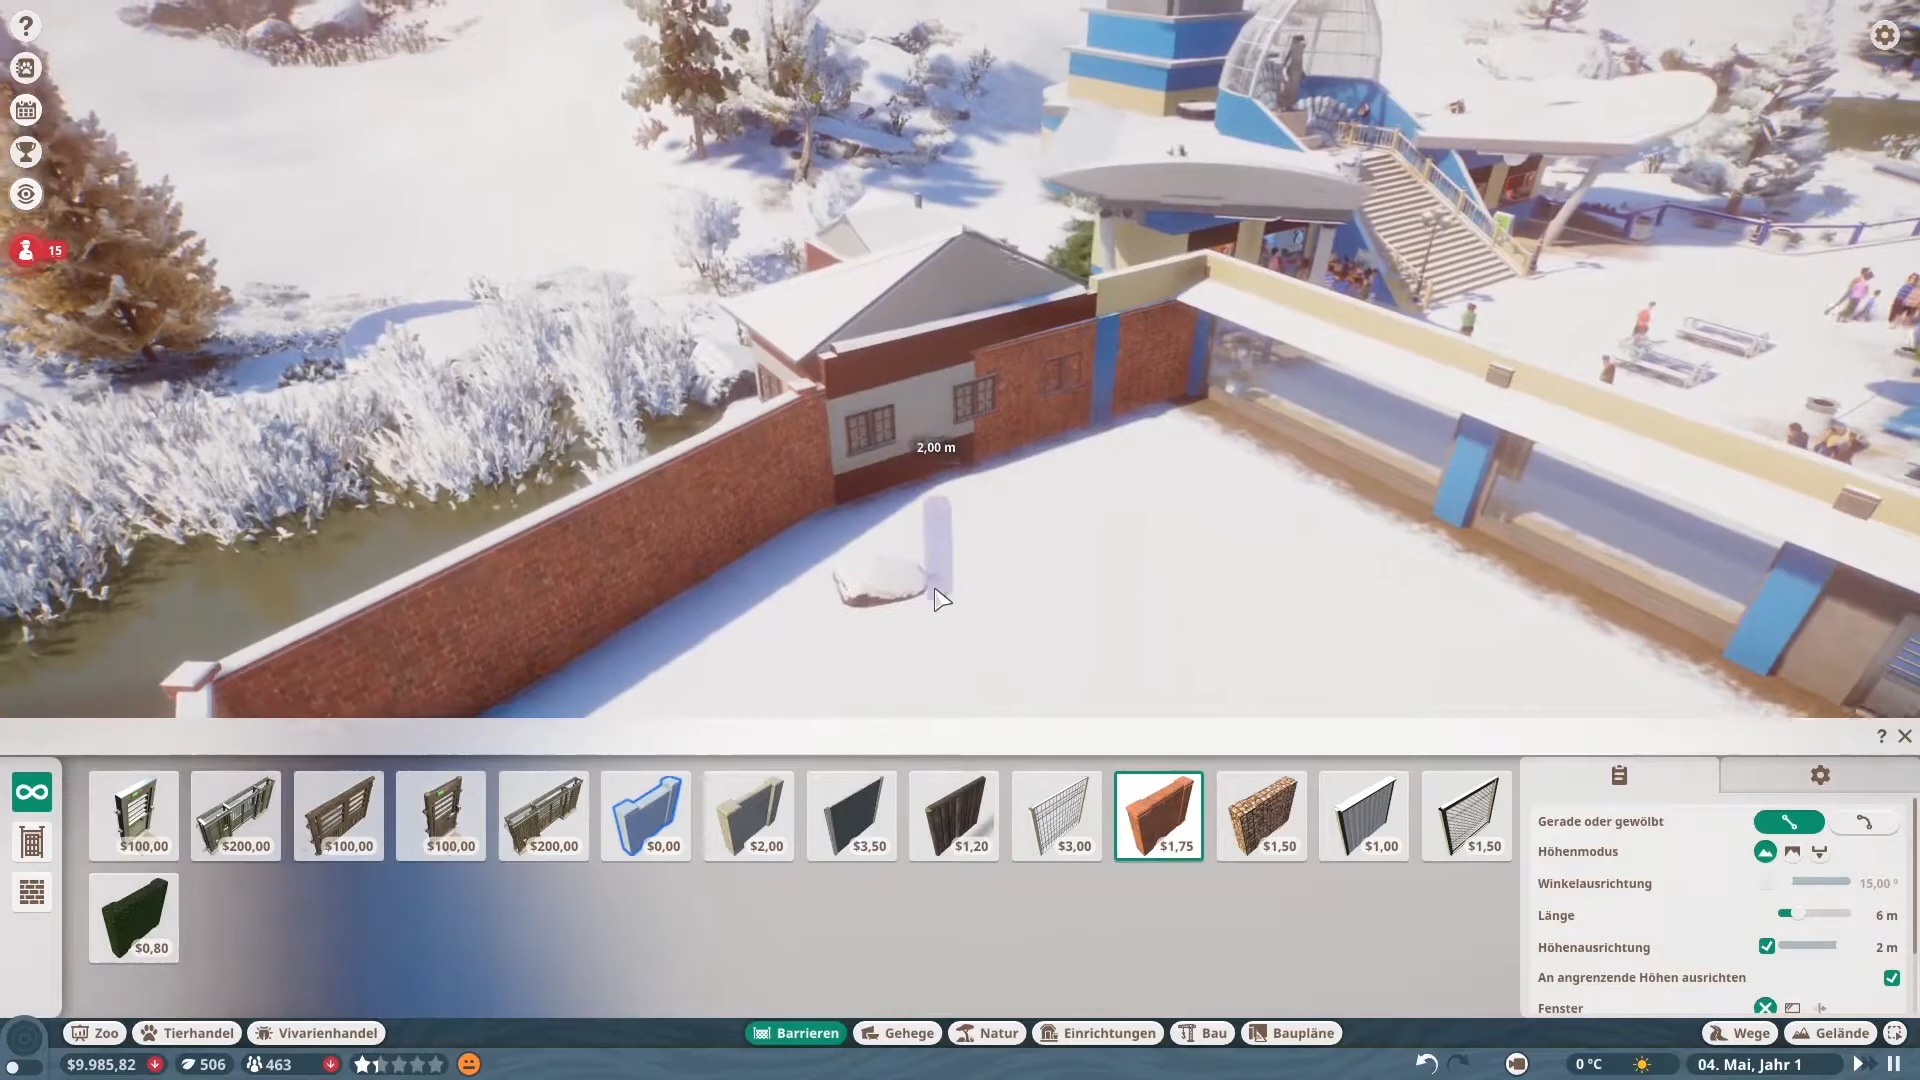 ?
15
2,00 m
?
$100,00
$200,00
$100,00
$100,00
$200,00
$0,00
$2,00
$3,50
$1,20
$3,00
$1,75
$1,50
$1,00
$1,50
$0,80
Gerade oder gewölbt
Höhenmodus
Winkelausrichtung
15,00 °
Länge
6 m
Höhenausrichtung
2 m
An angrenzende Höhen ausrichten
Fenster
Zoo
Tierhandel
Vivarienhandel
Barrieren
Gehege
Natur
Einrichtungen
Bau
Baupläne
Wege
Gelände
$9.985,82
506
463
0 °C
04. Mai, Jahr 1